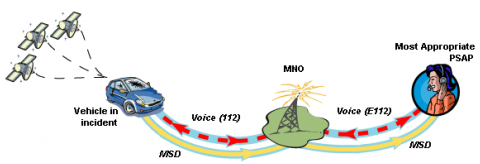 Most Appropriate
PSAP
MNO
Vehicle in
incident
Voice (112)
Voice (E112)
MSD
MSD